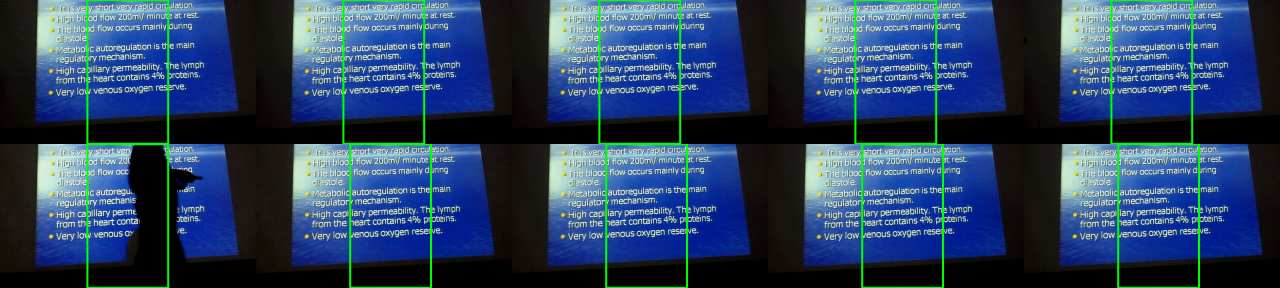 It is very short very rapid circulation.
High blood flow 200ml/ minute at rest.
The blood flow occurs mainly during
diastole.
Metabolic autoregulation is the main
regulatory mechanism.
High capillary permeability. The lymph
from the heart contains 4% proteins.
Very low venous oxygen reserve.